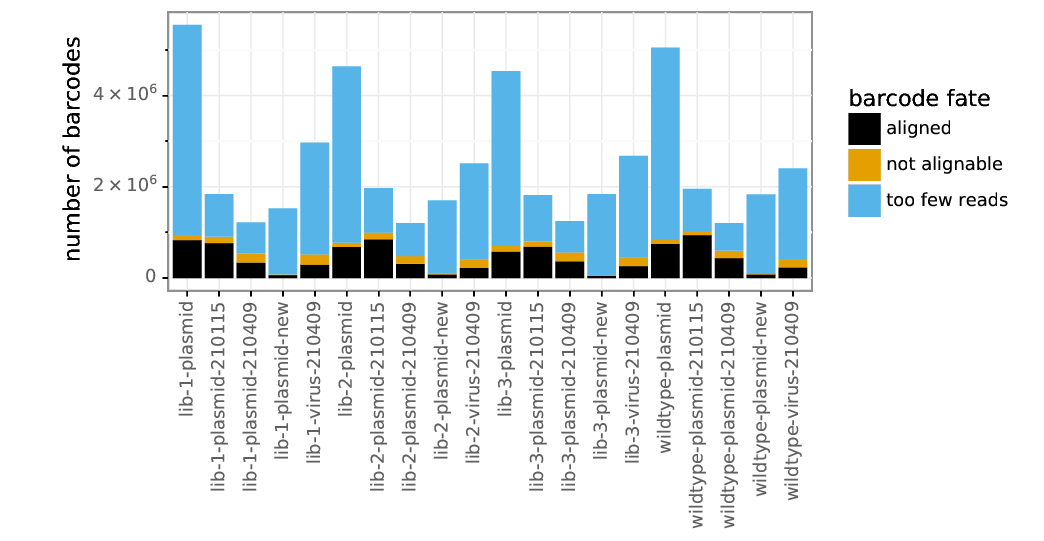 number of barcodes
4 × 10⁶
2 × 10⁶
0
lib-1-plasmid
lib-1-plasmid-210115
lib-1-plasmid-210409
lib-1-plasmid-new
lib-1-virus-210409
lib-2-plasmid
lib-2-plasmid-210115
lib-2-plasmid-210409
lib-2-plasmid-new
lib-2-virus-210409
lib-3-plasmid
lib-3-plasmid-210115
lib-3-plasmid-210409
lib-3-plasmid-new
lib-3-virus-210409
wildtype-plasmid
wildtype-plasmid-210115
wildtype-plasmid-210409
wildtype-plasmid-new
wildtype-virus-210409
barcode fate
aligned
not alignable
too few reads